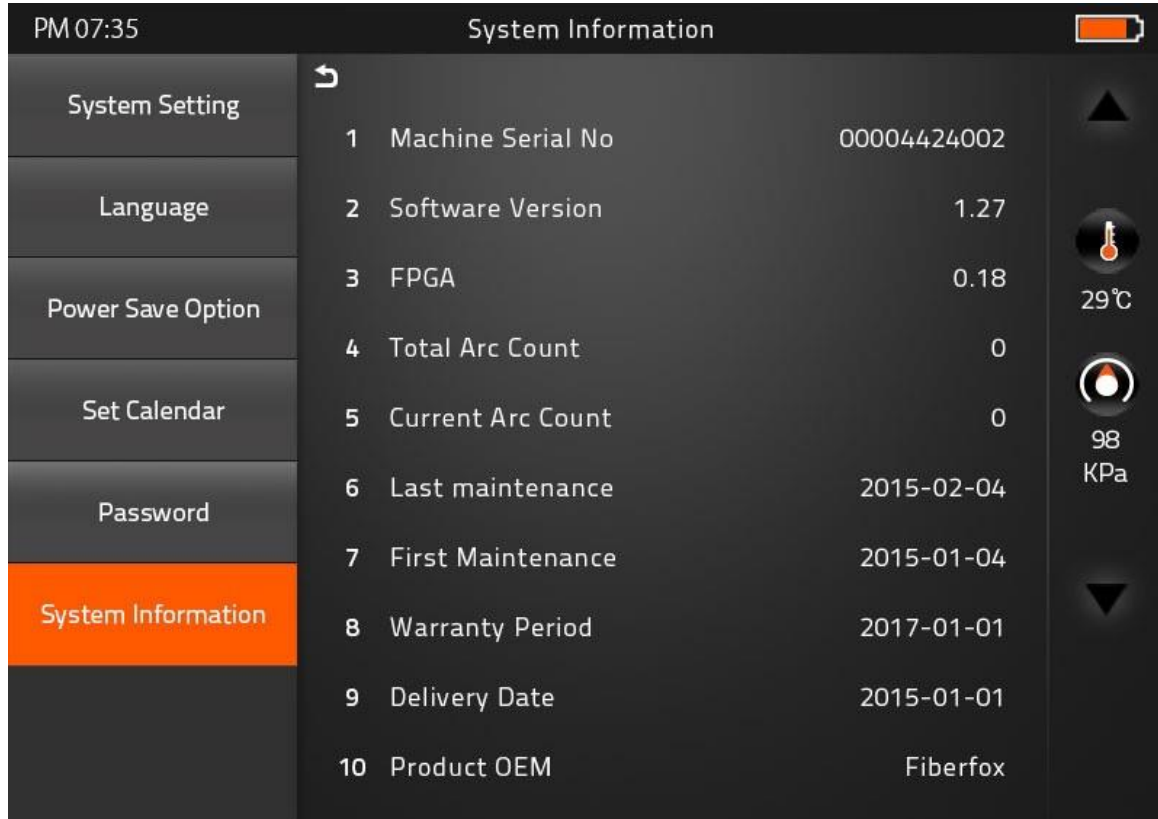 PM 07:35 System Information
System Setting
Language
Power Save Option
Set Calendar
Password
System Information
1 Machine Serial No 00004424002
2 Software Version 1.27
3 FPGA 0.18
4 Total Arc Count 0
5 Current Arc Count 0
6 Last maintenance 2015-02-04
7 First Maintenance 2015-01-04
8 Warranty Period 2017-01-01
9 Delivery Date 2015-01-01
10 Product OEM Fiberfox
29℃
98
KPa